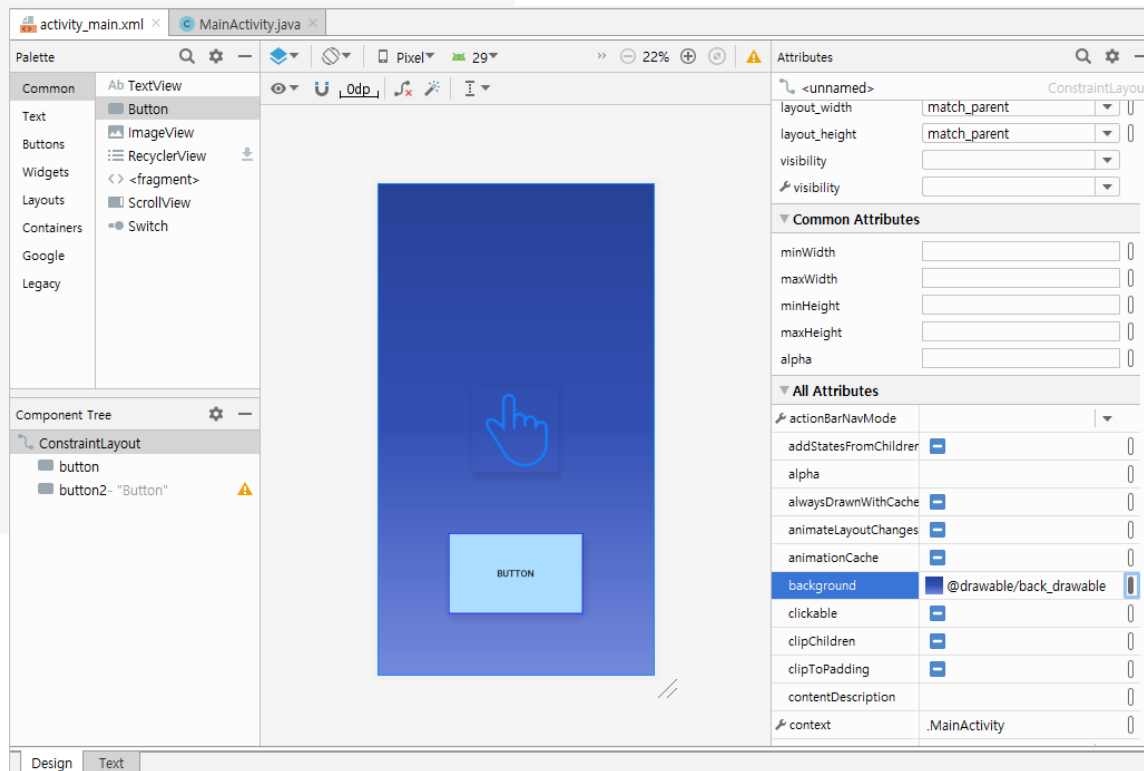 activity_main.xml
MainActivity.java
Palette
Common
Text
Buttons
Widgets
Layouts
Containers
Google
Legacy
Ab TextView
Button
ImageView
RecyclerView
<fragment>
ScrollView
Switch
Component Tree
ConstraintLayout
button
button2- "Button"
Pixel
29
22%
0dp
BUTTON
Attributes
<unnamed>
ConstraintLayou
layout_width match_parent
layout_height match_parent
visibility
visibility
Common Attributes
minWidth
maxWidth
minHeight
maxHeight
alpha
All Attributes
actionBarNavMode
addStatesFromChildren
alpha
alwaysDrawnWithCache
animateLayoutChanges
animationCache
background @drawable/back_drawable
clickable
clipChildren
clipToPadding
contentDescription
context .MainActivity
Design
Text